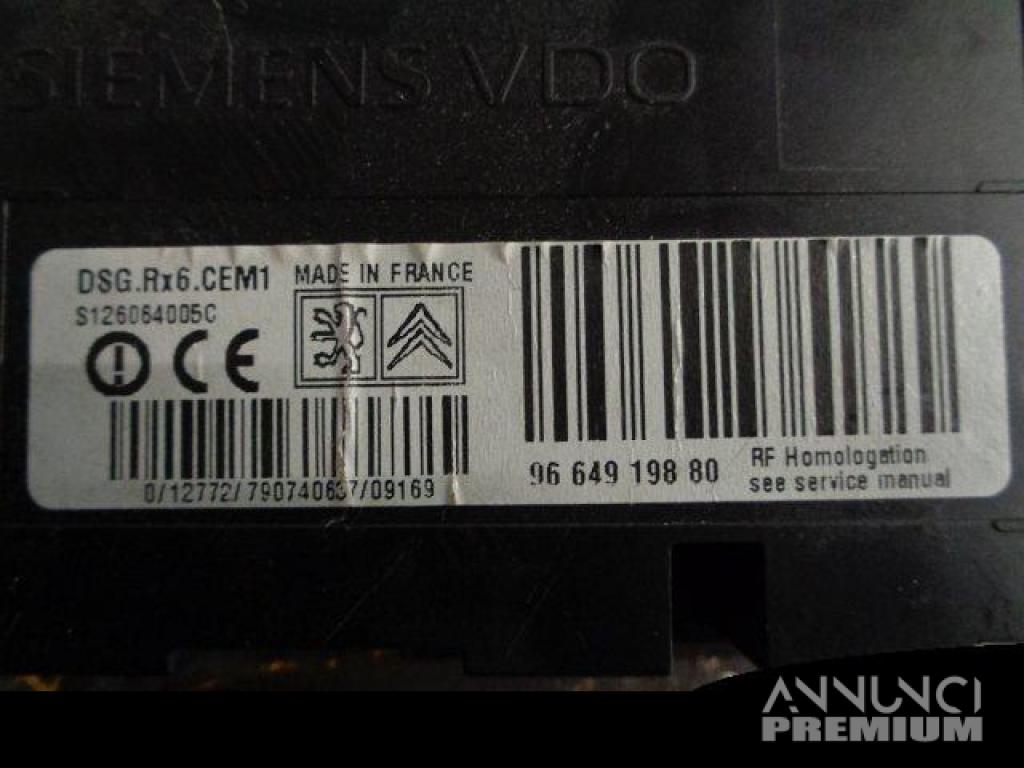 SIEMENS VDO
DSG.Rx6.CEM1 MADE IN FRANCE
S126064005C
CE
0/12772/790740637/09169
96 649 198 80
RF Homologation
see service manual
ANNUNCI
PREMIUM